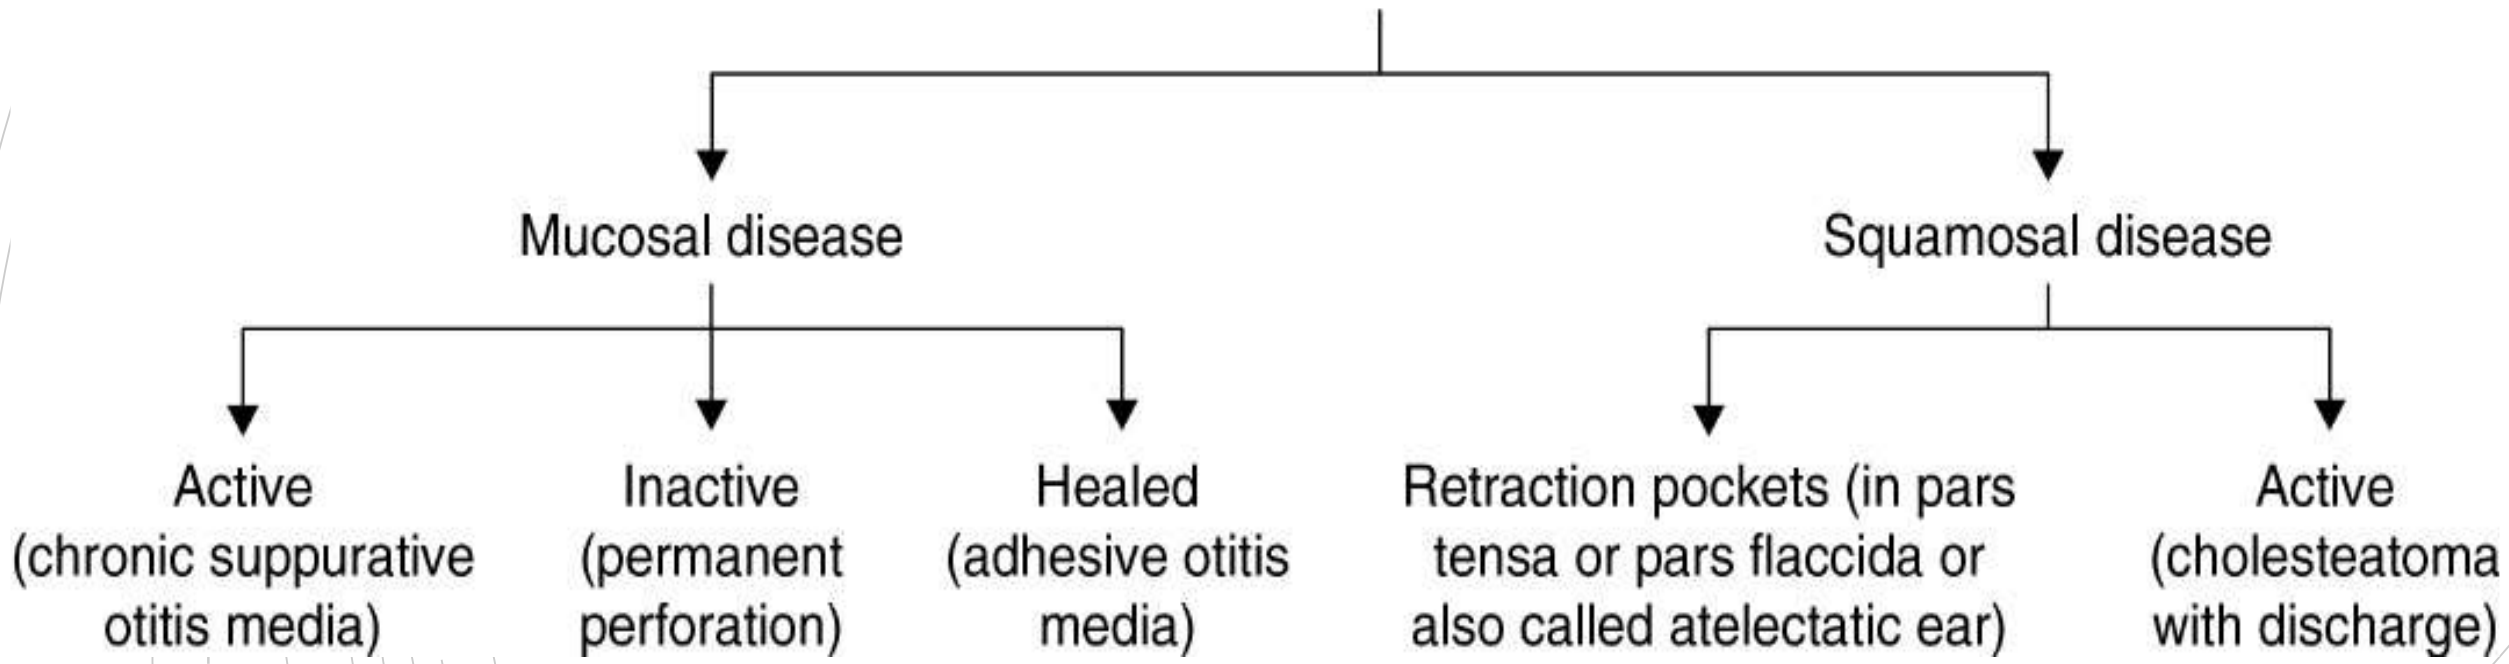 Mucosal disease
Squamosal disease
Active
(chronic suppurative
otitis media)
Inactive
(permanent
perforation)
Healed
(adhesive otitis
media)
Retraction pockets (in pars
tensa or pars flaccida or
also called atelectatic ear)
Active
(cholesteatoma
with discharge)